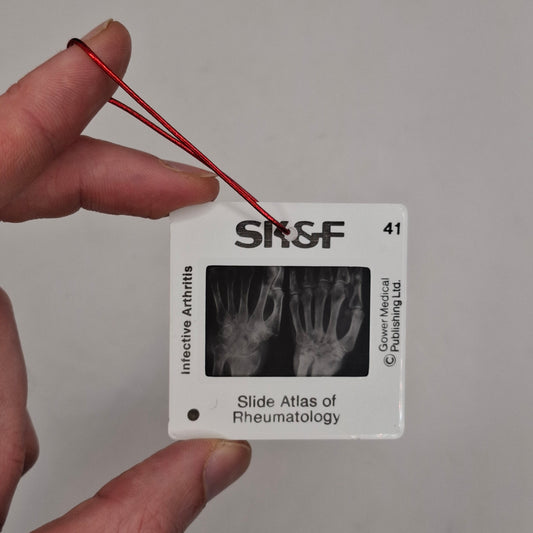 SK&F
41
Infective Arthritis
© Gower Medical
Publishing Ltd.
Slide Atlas of
Rheumatology